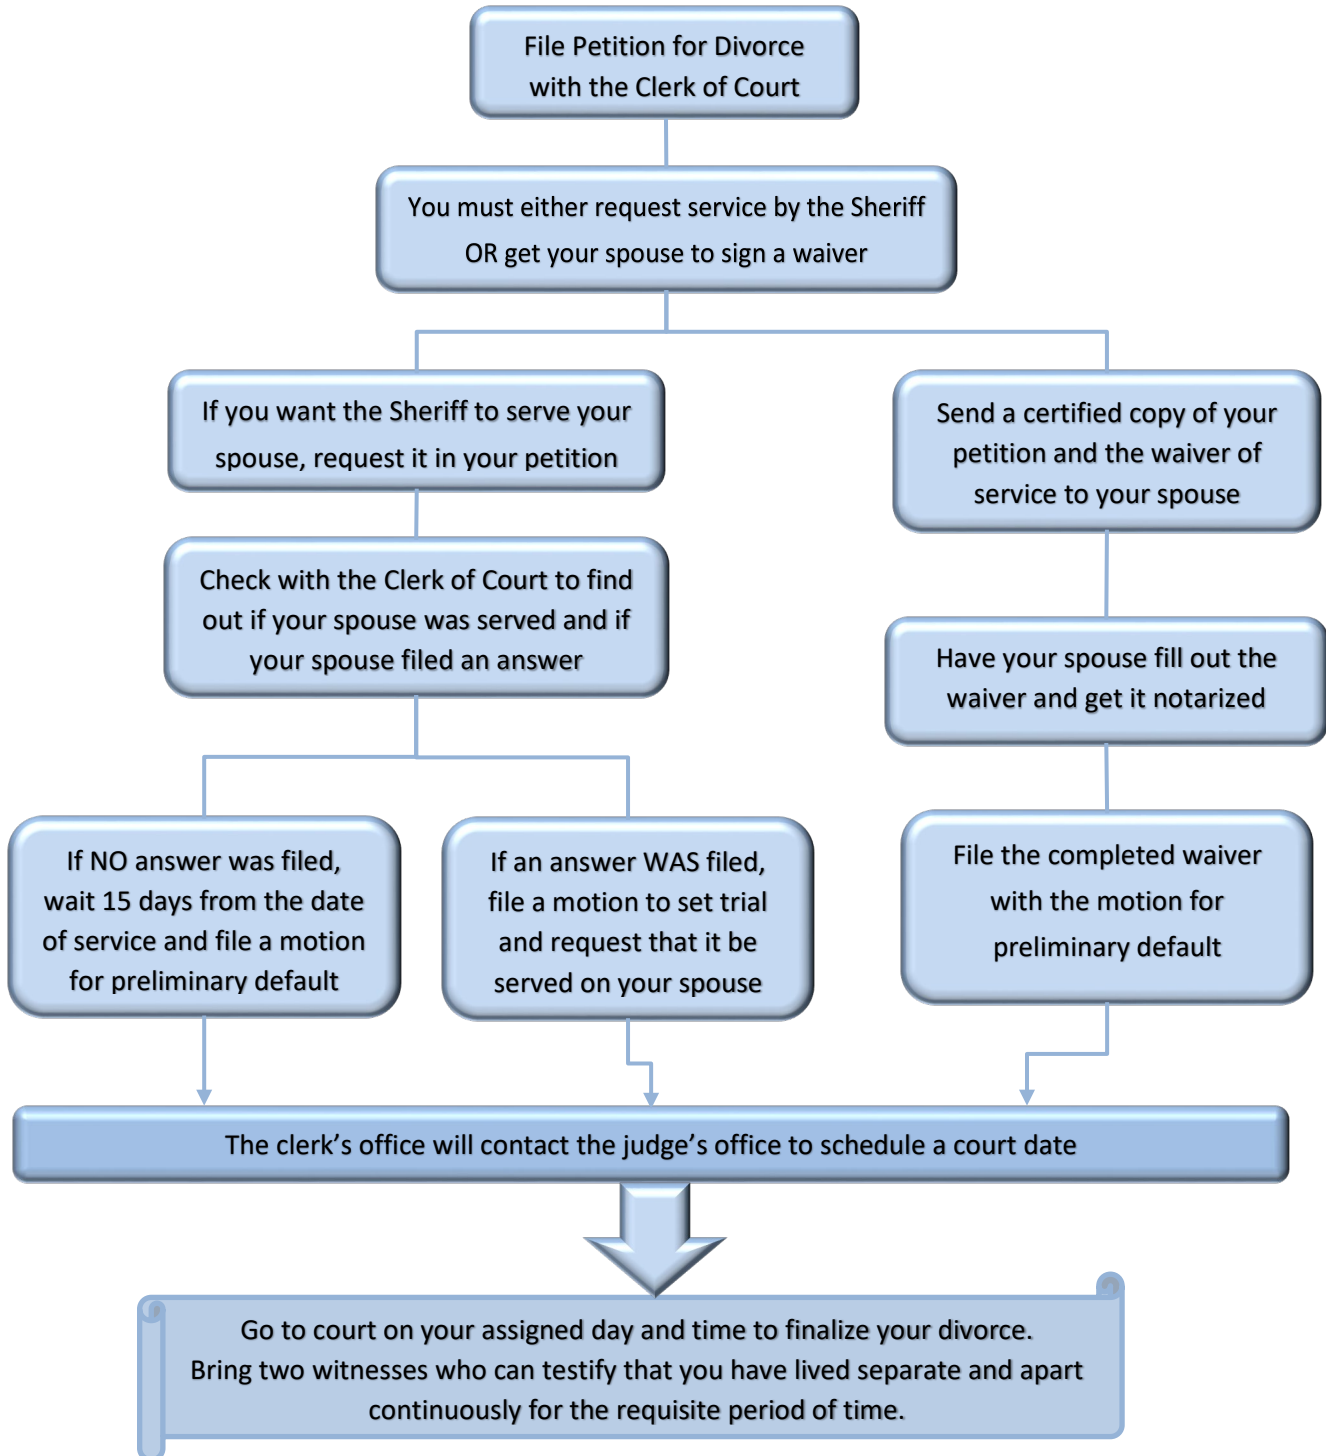 File Petition for Divorce
with the Clerk of Court
You must either request service by the Sheriff
OR get your spouse to sign a waiver
If you want the Sheriff to serve your
spouse, request it in your petition
Send a certified copy of your
petition and the waiver of
service to your spouse
Check with the Clerk of Court to find
out if your spouse was served and if
your spouse filed an answer
Have your spouse fill out the
waiver and get it notarized
If NO answer was filed,
wait 15 days from the date
of service and file a motion
for preliminary default
If an answer WAS filed,
file a motion to set trial
and request that it be
served on your spouse
File the completed waiver
with the motion for
preliminary default
The clerk’s office will contact the judge’s office to schedule a court date
Go to court on your assigned day and time to finalize your divorce.
Bring two witnesses who can testify that you have lived separate and apart
continuously for the requisite period of time.